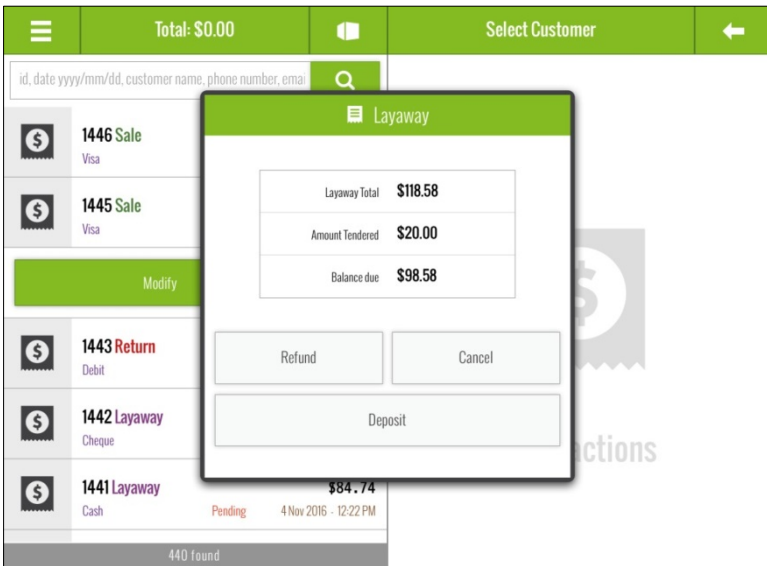 Total: $0.00
Select Customer
id, date yyyy/mm/dd, customer name, phone number, emai
1446 Sale
Visa
1445 Sale
Visa
Modify
1443 Return
Debit
1442 Layaway
Cheque
1441 Layaway
$84.74
Cash
Pending
4 Nov 2016 - 12:22 PM
440 found
Layaway
Layaway Total $118.58
Amount Tendered $20.00
Balance due $98.58
Refund
Cancel
Deposit
actions